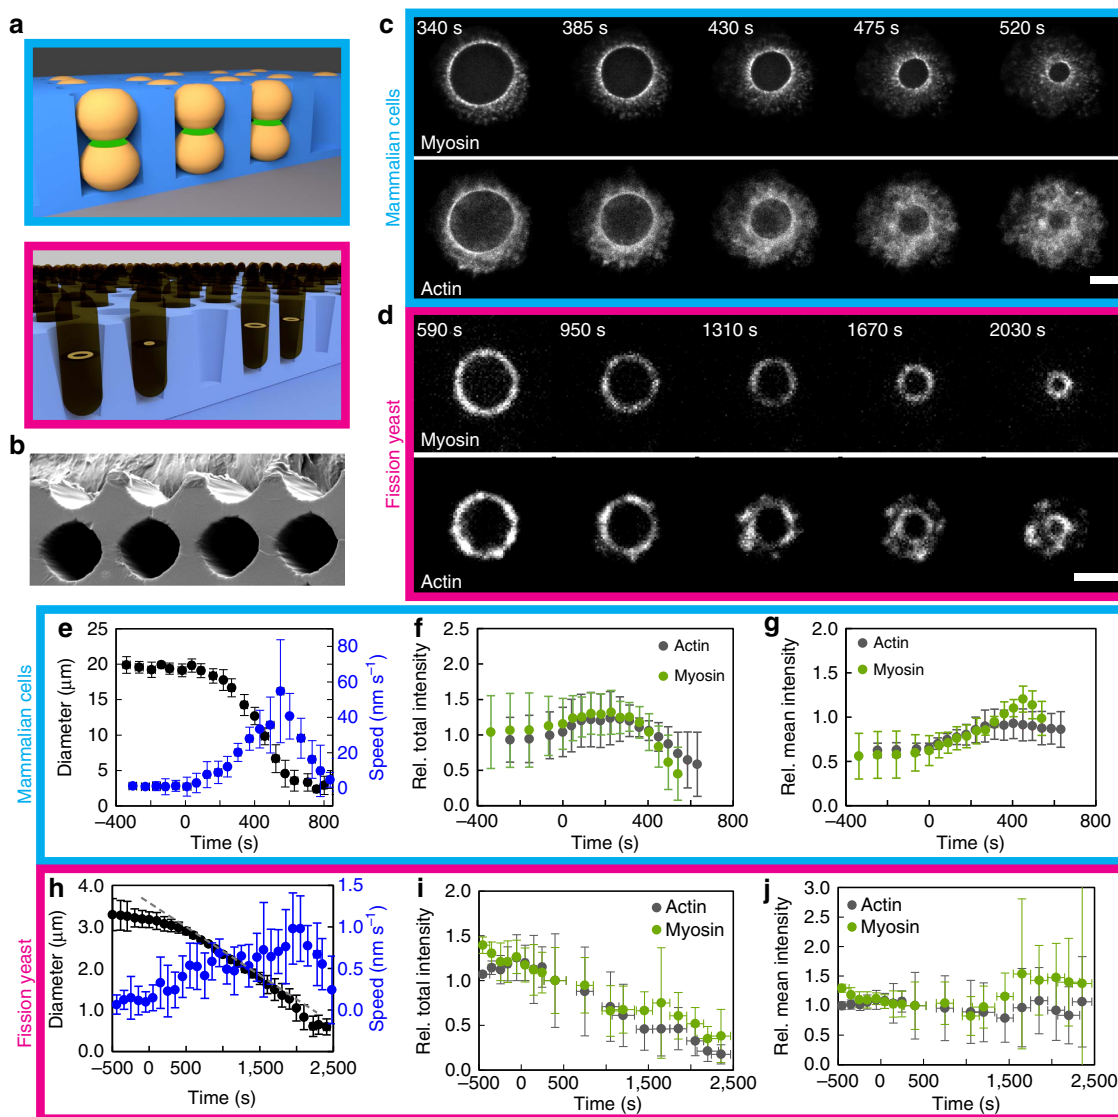 a
b
c
Mammalian cells
340 s 385 s 430 s 475 s 520 s
Myosin
Actin
d
Fission yeast
590 s 950 s 1310 s 1670 s 2030 s
Myosin
Actin
Mammalian cells
e
Diameter (μm)
25
20
15
10
5
0
80
60
40
20
0
Speed (nm s⁻¹)
−400 0 400 800
Time (s)
f
Rel. total intensity
2.5
2.0
1.5
1.0
0.5
0.0
Actin
Myosin
−400 0 400 800
Time (s)
g
Rel. mean intensity
2.0
1.5
1.0
0.5
0.0
Actin
Myosin
−400 0 400 800
Time (s)
Fission yeast
h
Diameter (μm)
4.0
3.0
2.0
1.0
0.0
1.5
1.0
0.5
0.0
Speed (nm s⁻¹)
−500 0 500 1,500 2,500
Time (s)
i
Rel. total intensity
2.0
1.5
1.0
0.5
0.0
Actin
Myosin
−500 0 500 1,500 2,500
Time (s)
j
Rel. mean intensity
3.0
2.5
2.0
1.5
1.0
0.5
0.0
Actin
Myosin
−500 0 500 1,500 2,500
Time (s)